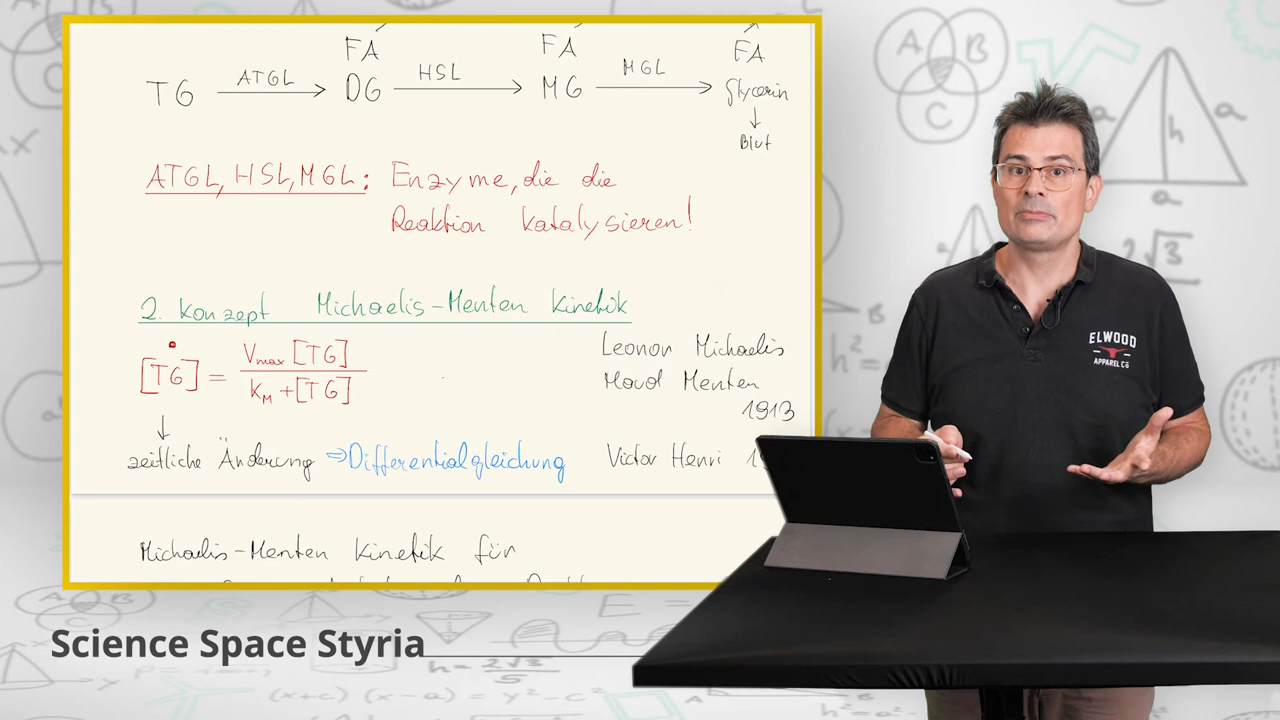 FA FA FA
TG ATGL → DG HSL → MG MGL → Glycerin
↓
Blut
ATGL, HSL, MGL: Enzyme, die die
Reaktion katalysieren!
2. Konzept Michaelis-Menten Kinetik
[TG]̇ = Vmax [TG] / KM + [TG]
Leonor Michaelis
Maud Menten
1913
↓
zeitliche Änderung ⇒ Differentialgleichung
Victor Henri
Michaelis-Menten Kinetik für
ELWOOD
APPAREL CO
Science Space Styria
A B
C
a h a
a
2√3